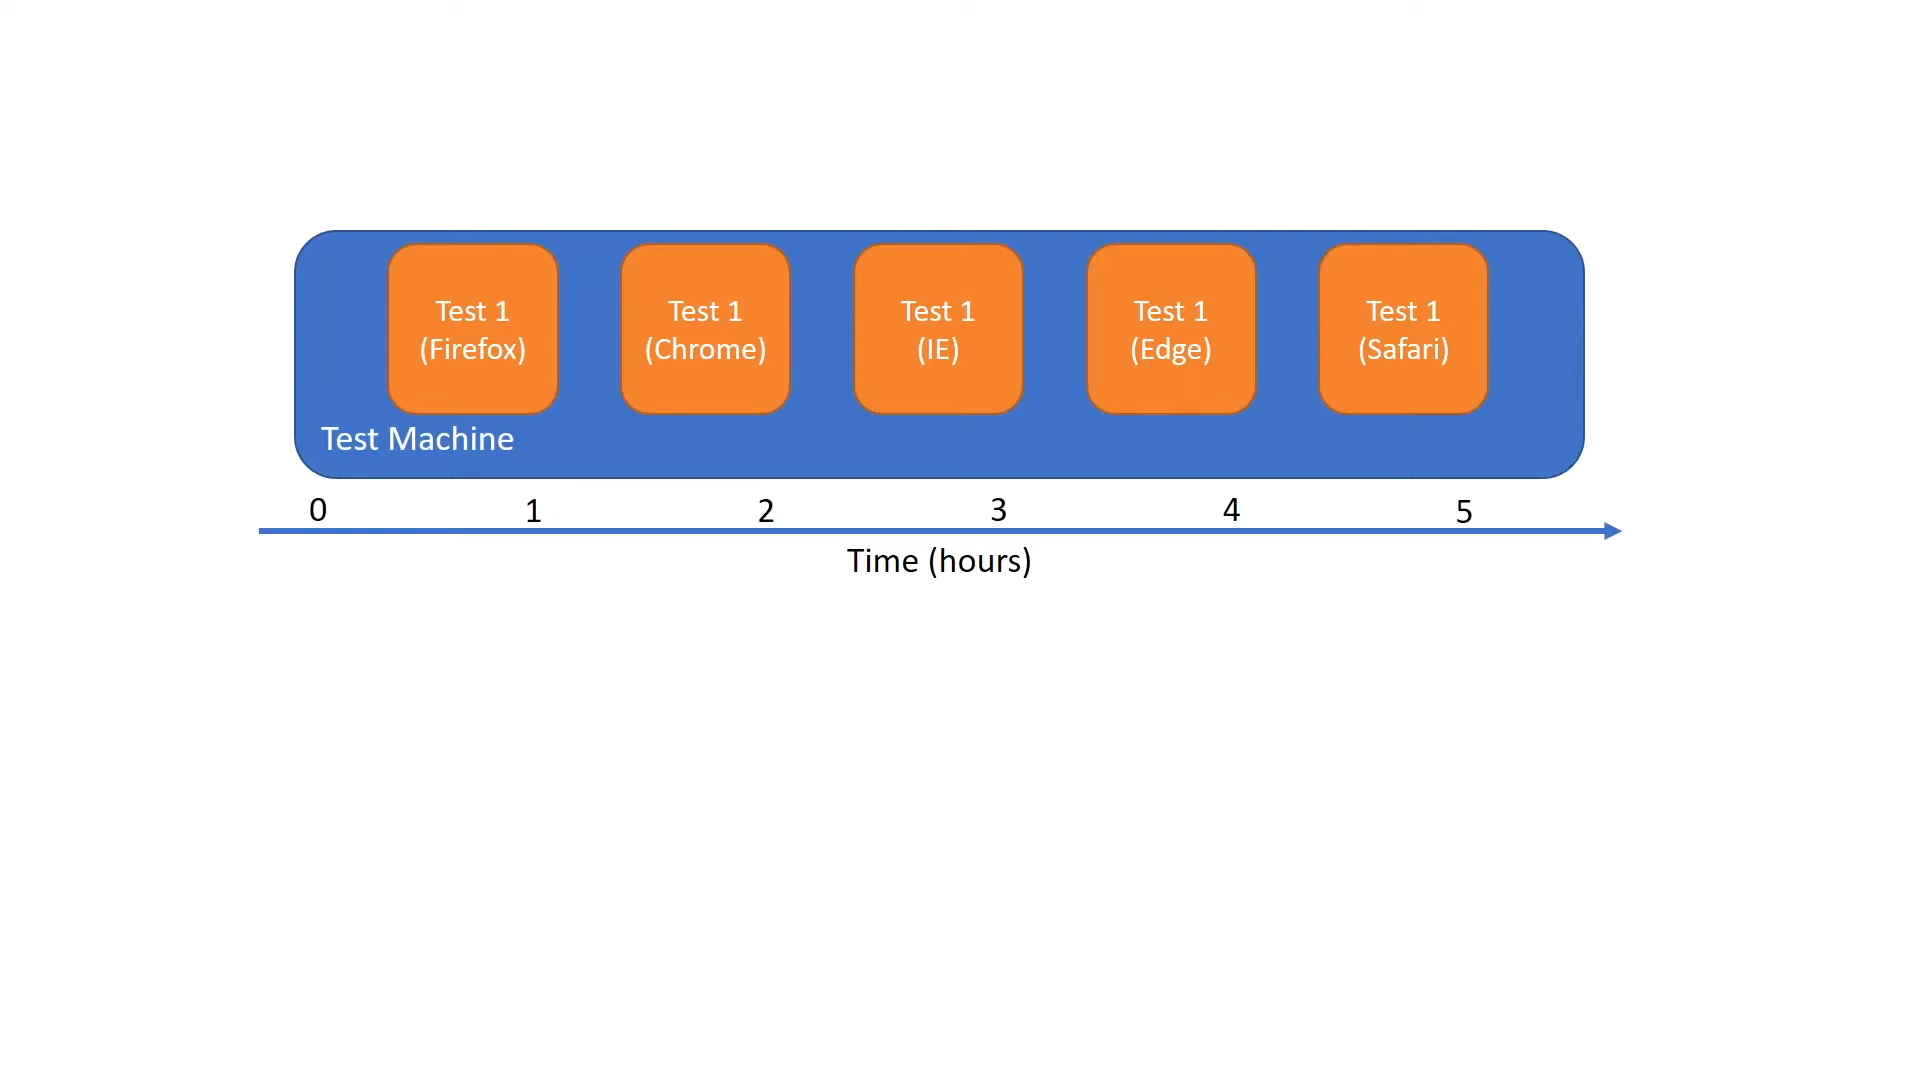 Test 1
(Firefox)
Test 1
(Chrome)
Test 1
(IE)
Test 1
(Edge)
Test 1
(Safari)
Test Machine
0 1 2 3 4 5
Time (hours)